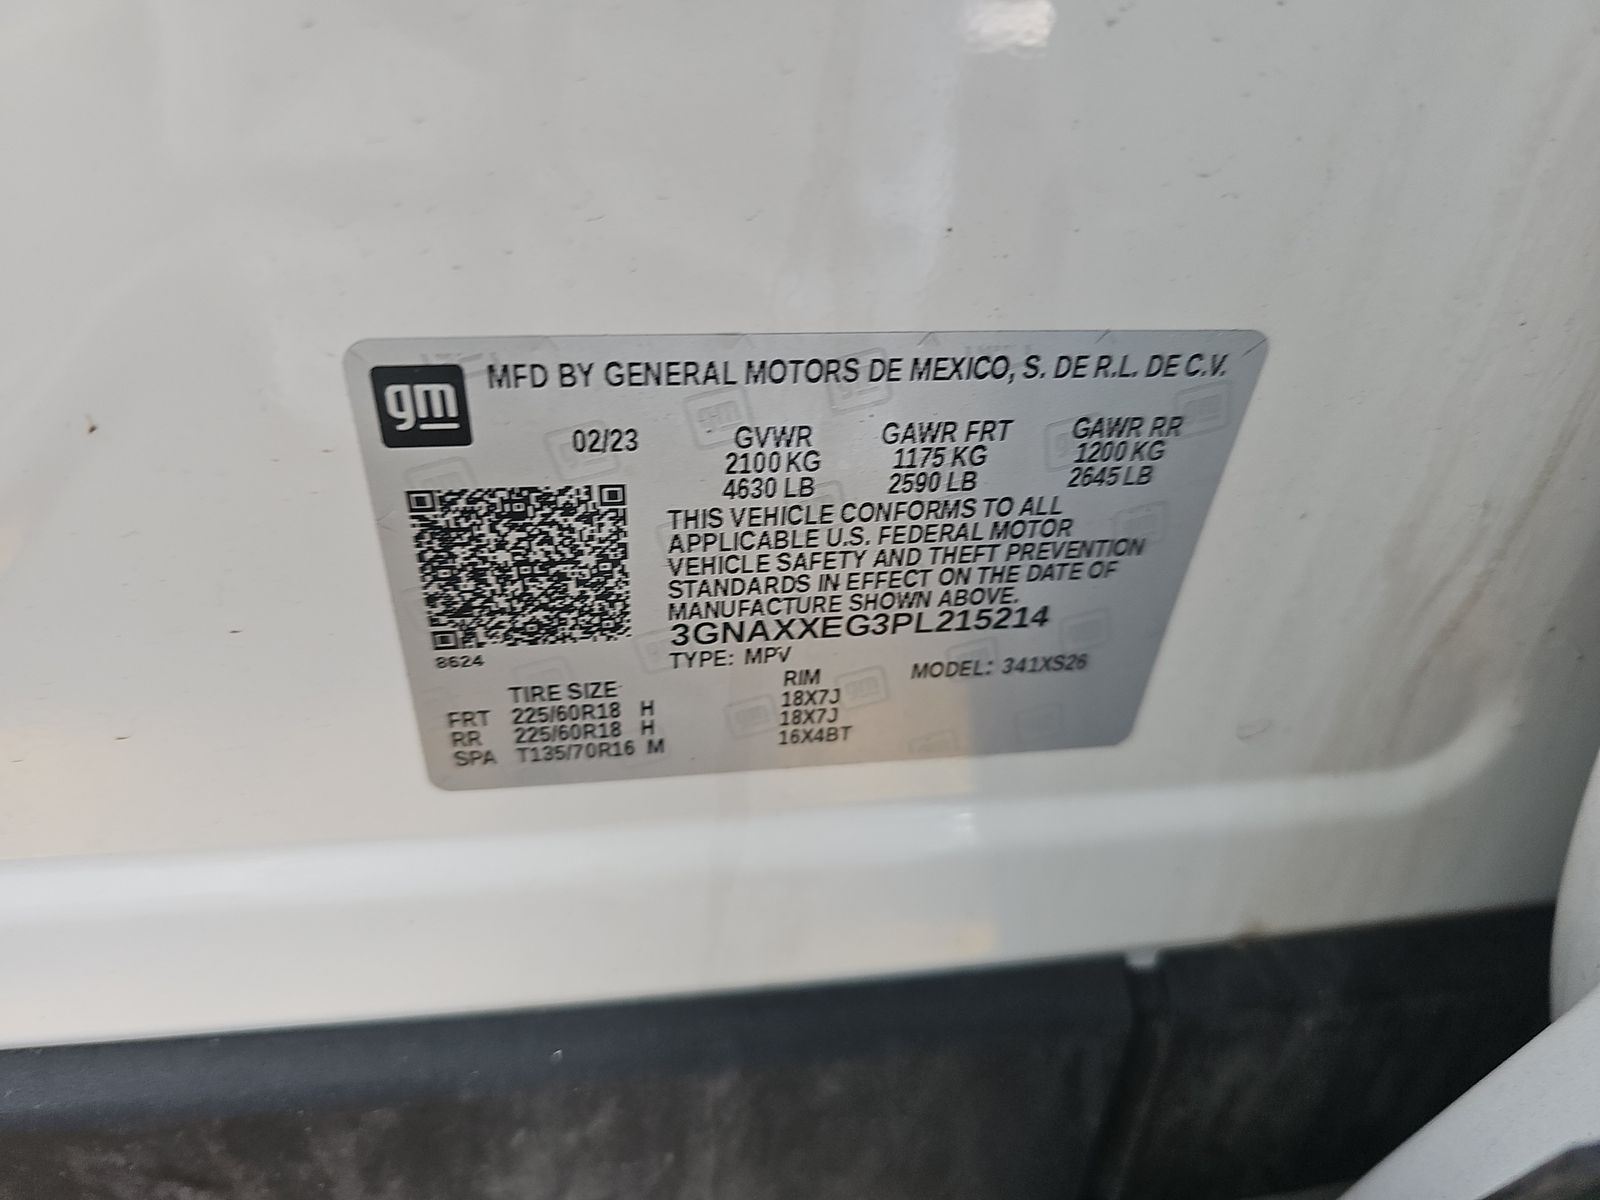 gm MFD BY GENERAL MOTORS DE MEXICO, S. DE R.L. DE C.V.
02/23 GVWR GAWR FRT GAWR RR
2100 KG 1175 KG 1200 KG
4630 LB 2590 LB 2645 LB
THIS VEHICLE CONFORMS TO ALL
APPLICABLE U.S. FEDERAL MOTOR
VEHICLE SAFETY AND THEFT PREVENTION
STANDARDS IN EFFECT ON THE DATE OF
MANUFACTURE SHOWN ABOVE.
3GNAXXEG3PL215214
8624 TYPE: MPV MODEL: 341XS26
TIRE SIZE RIM
FRT 225/60R18 H 18X7J
RR 225/60R18 H 18X7J
SPA T135/70R16 M 16X4BT